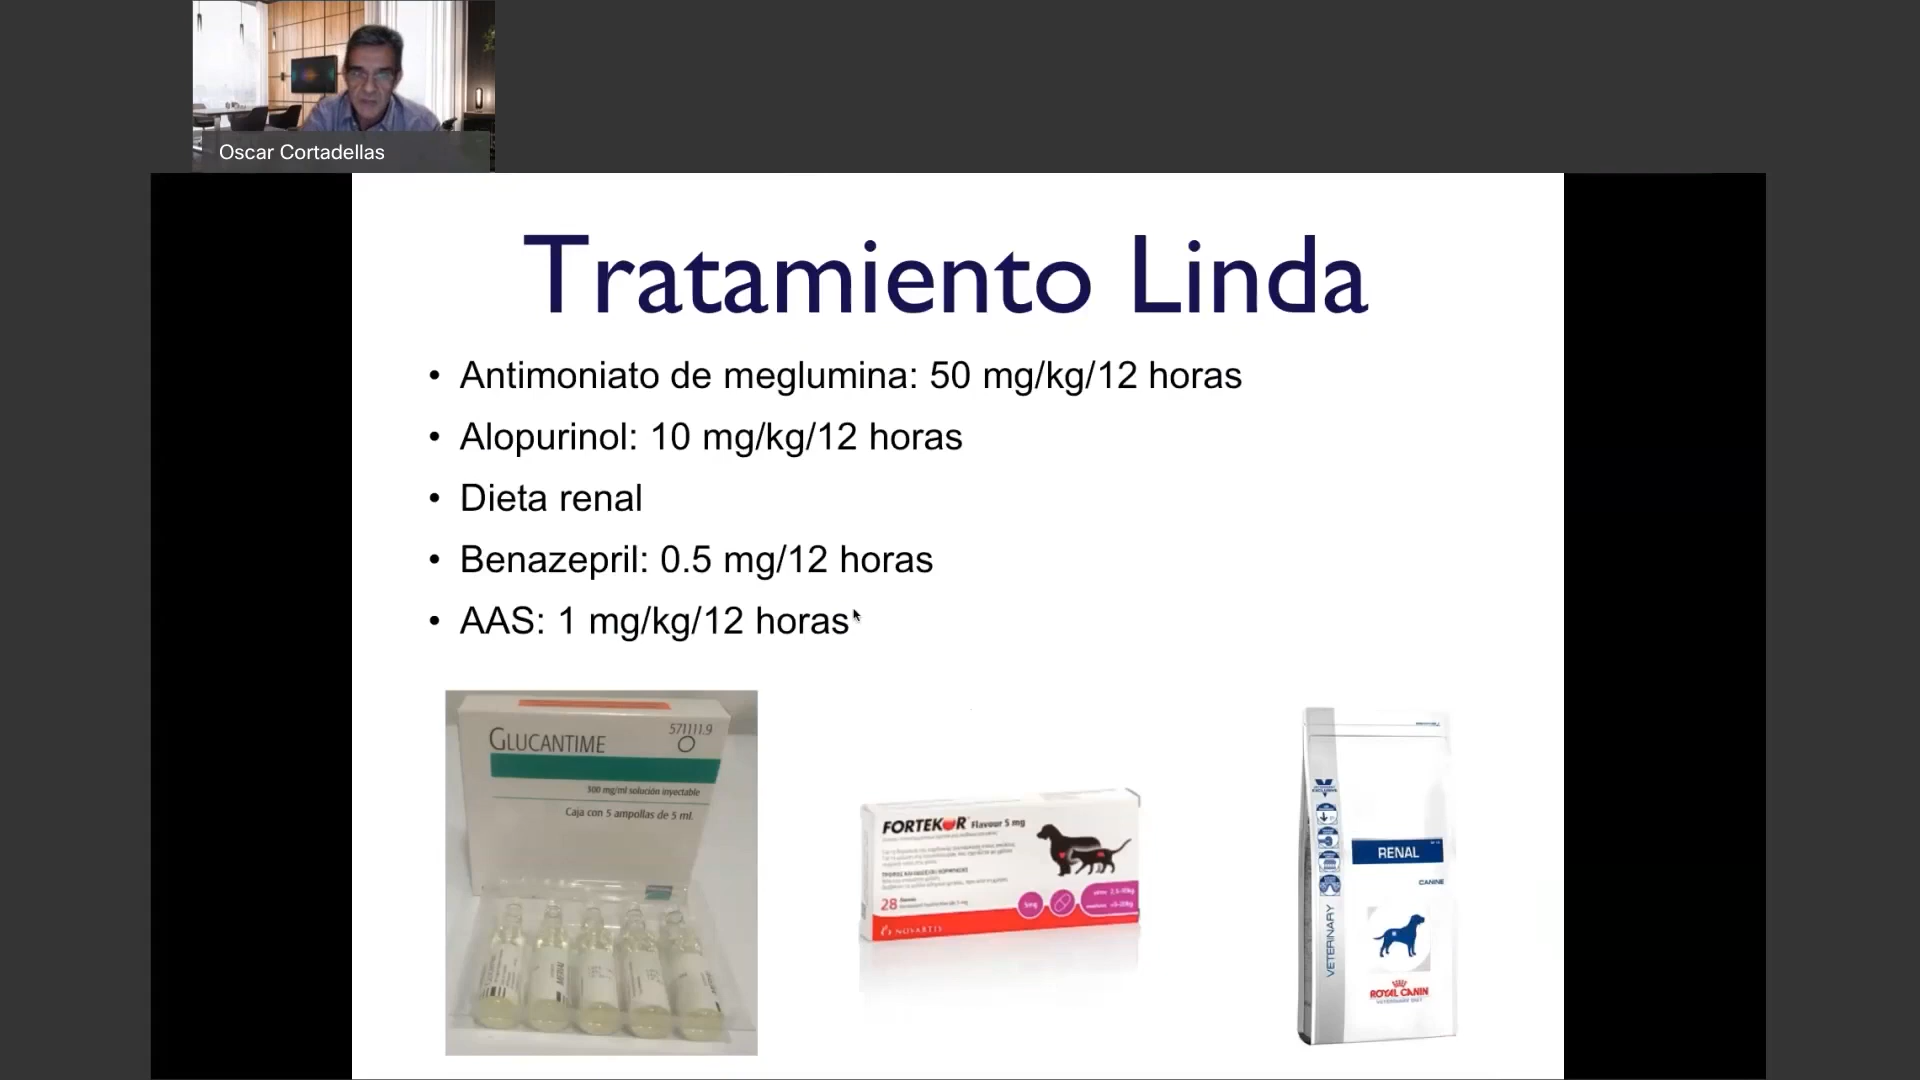 Oscar Cortadellas
Tratamiento Linda
• Antimoniato de meglumina: 50 mg/kg/12 horas
• Alopurinol: 10 mg/kg/12 horas
• Dieta renal
• Benazepril: 0.5 mg/12 horas
• AAS: 1 mg/kg/12 horas
571111.9
GLUCANTIME
300 mg/ml solución inyectable
Caja con 5 ampollas de 5 ml.
FORTEKOR Flavour 5 mg
28
5mg
NOVARTIS
RENAL
CANINE
VETERINARY
ROYAL CANIN
VETERINARY DIET